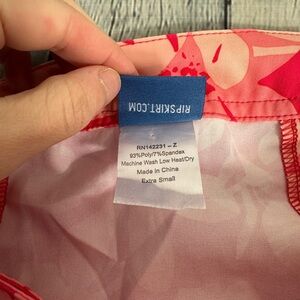 RIPSKIRT.COM
RN142231 - Z
93%Poly/7%Spandex
Machine Wash Low Heat/Dry
Made in China
Extra Small